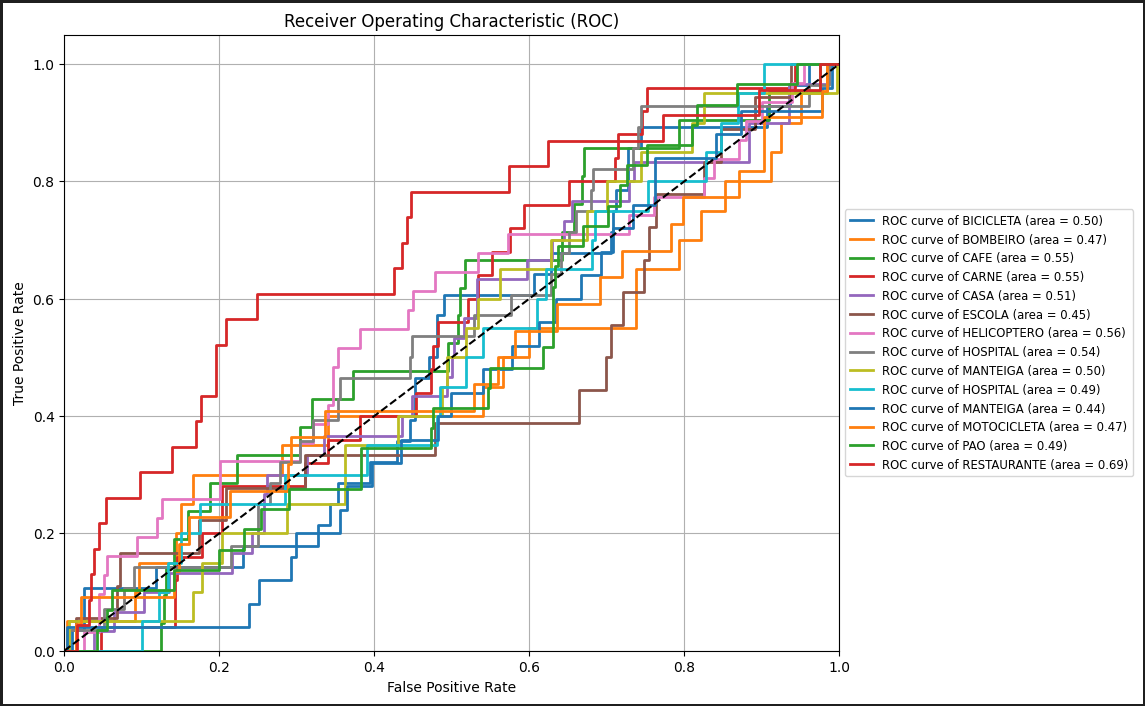 Receiver Operating Characteristic (ROC)
True Positive Rate
1.0
0.8
0.6
0.4
0.2
0.0
0.0 0.2 0.4 0.6 0.8 1.0
False Positive Rate
ROC curve of BICICLETA (area = 0.50)
ROC curve of BOMBEIRO (area = 0.47)
ROC curve of CAFE (area = 0.55)
ROC curve of CARNE (area = 0.55)
ROC curve of CASA (area = 0.51)
ROC curve of ESCOLA (area = 0.45)
ROC curve of HELICOPTERO (area = 0.56)
ROC curve of HOSPITAL (area = 0.54)
ROC curve of MANTEIGA (area = 0.50)
ROC curve of HOSPITAL (area = 0.49)
ROC curve of MANTEIGA (area = 0.44)
ROC curve of MOTOCICLETA (area = 0.47)
ROC curve of PAO (area = 0.49)
ROC curve of RESTAURANTE (area = 0.69)